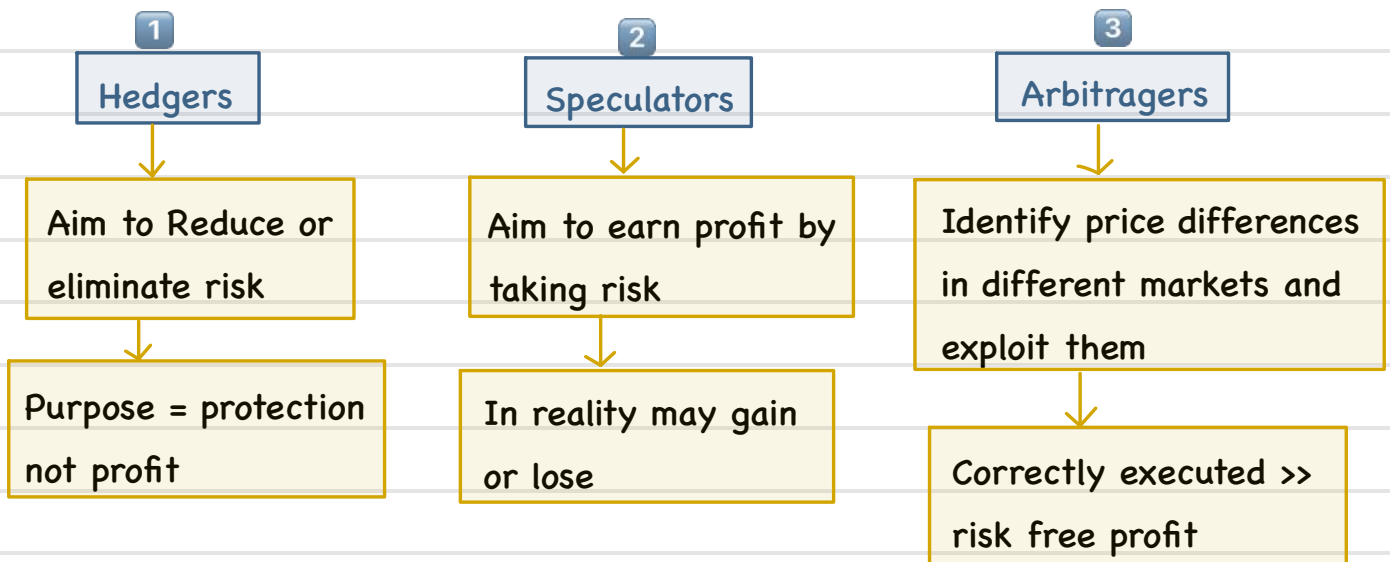 1
Hedgers
Aim to Reduce or
eliminate risk
Purpose = protection
not profit
2
Speculators
Aim to earn profit by
taking risk
In reality may gain
or lose
3
Arbitragers
Identify price differences
in different markets and
exploit them
Correctly executed >>
risk free profit